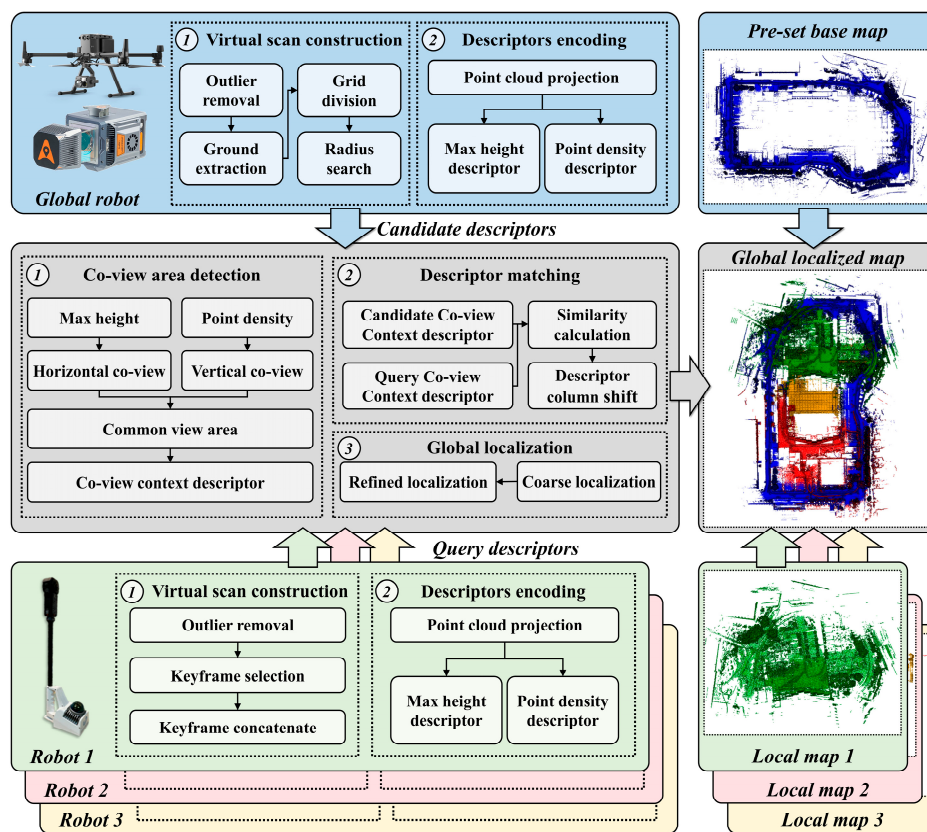 1 Virtual scan construction
Outlier
removal
Ground
extraction
Grid
division
Radius
search
Global robot
2 Descriptors encoding
Point cloud projection
Max height
descriptor
Point density
descriptor
Pre-set base map
Candidate descriptors
1 Co-view area detection
Max height
Point density
Horizontal co-view
Vertical co-view
Common view area
Co-view context descriptor
2 Descriptor matching
Candidate Co-view
Context descriptor
Query Co-view
Context descriptor
Similarity
calculation
Descriptor
column shift
3 Global localization
Refined localization
Coarse localization
Global localized map
Query descriptors
1 Virtual scan construction
Outlier removal
Keyframe selection
Keyframe concatenate
2 Descriptors encoding
Point cloud projection
Max height
descriptor
Point density
descriptor
Robot 1
Robot 2
Robot 3
Local map 1
Local map 2
Local map 3